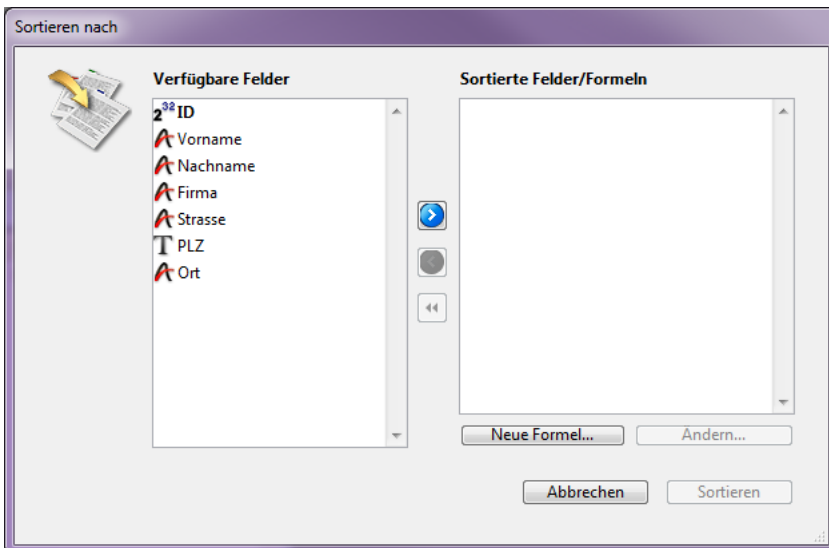 Sortieren nach
Verfügbare Felder
Sortierte Felder/Formeln
2³² ID
Vorname
Nachname
Firma
Strasse
T PLZ
Ort
Neue Formel...
Ändern...
Abbrechen
Sortieren